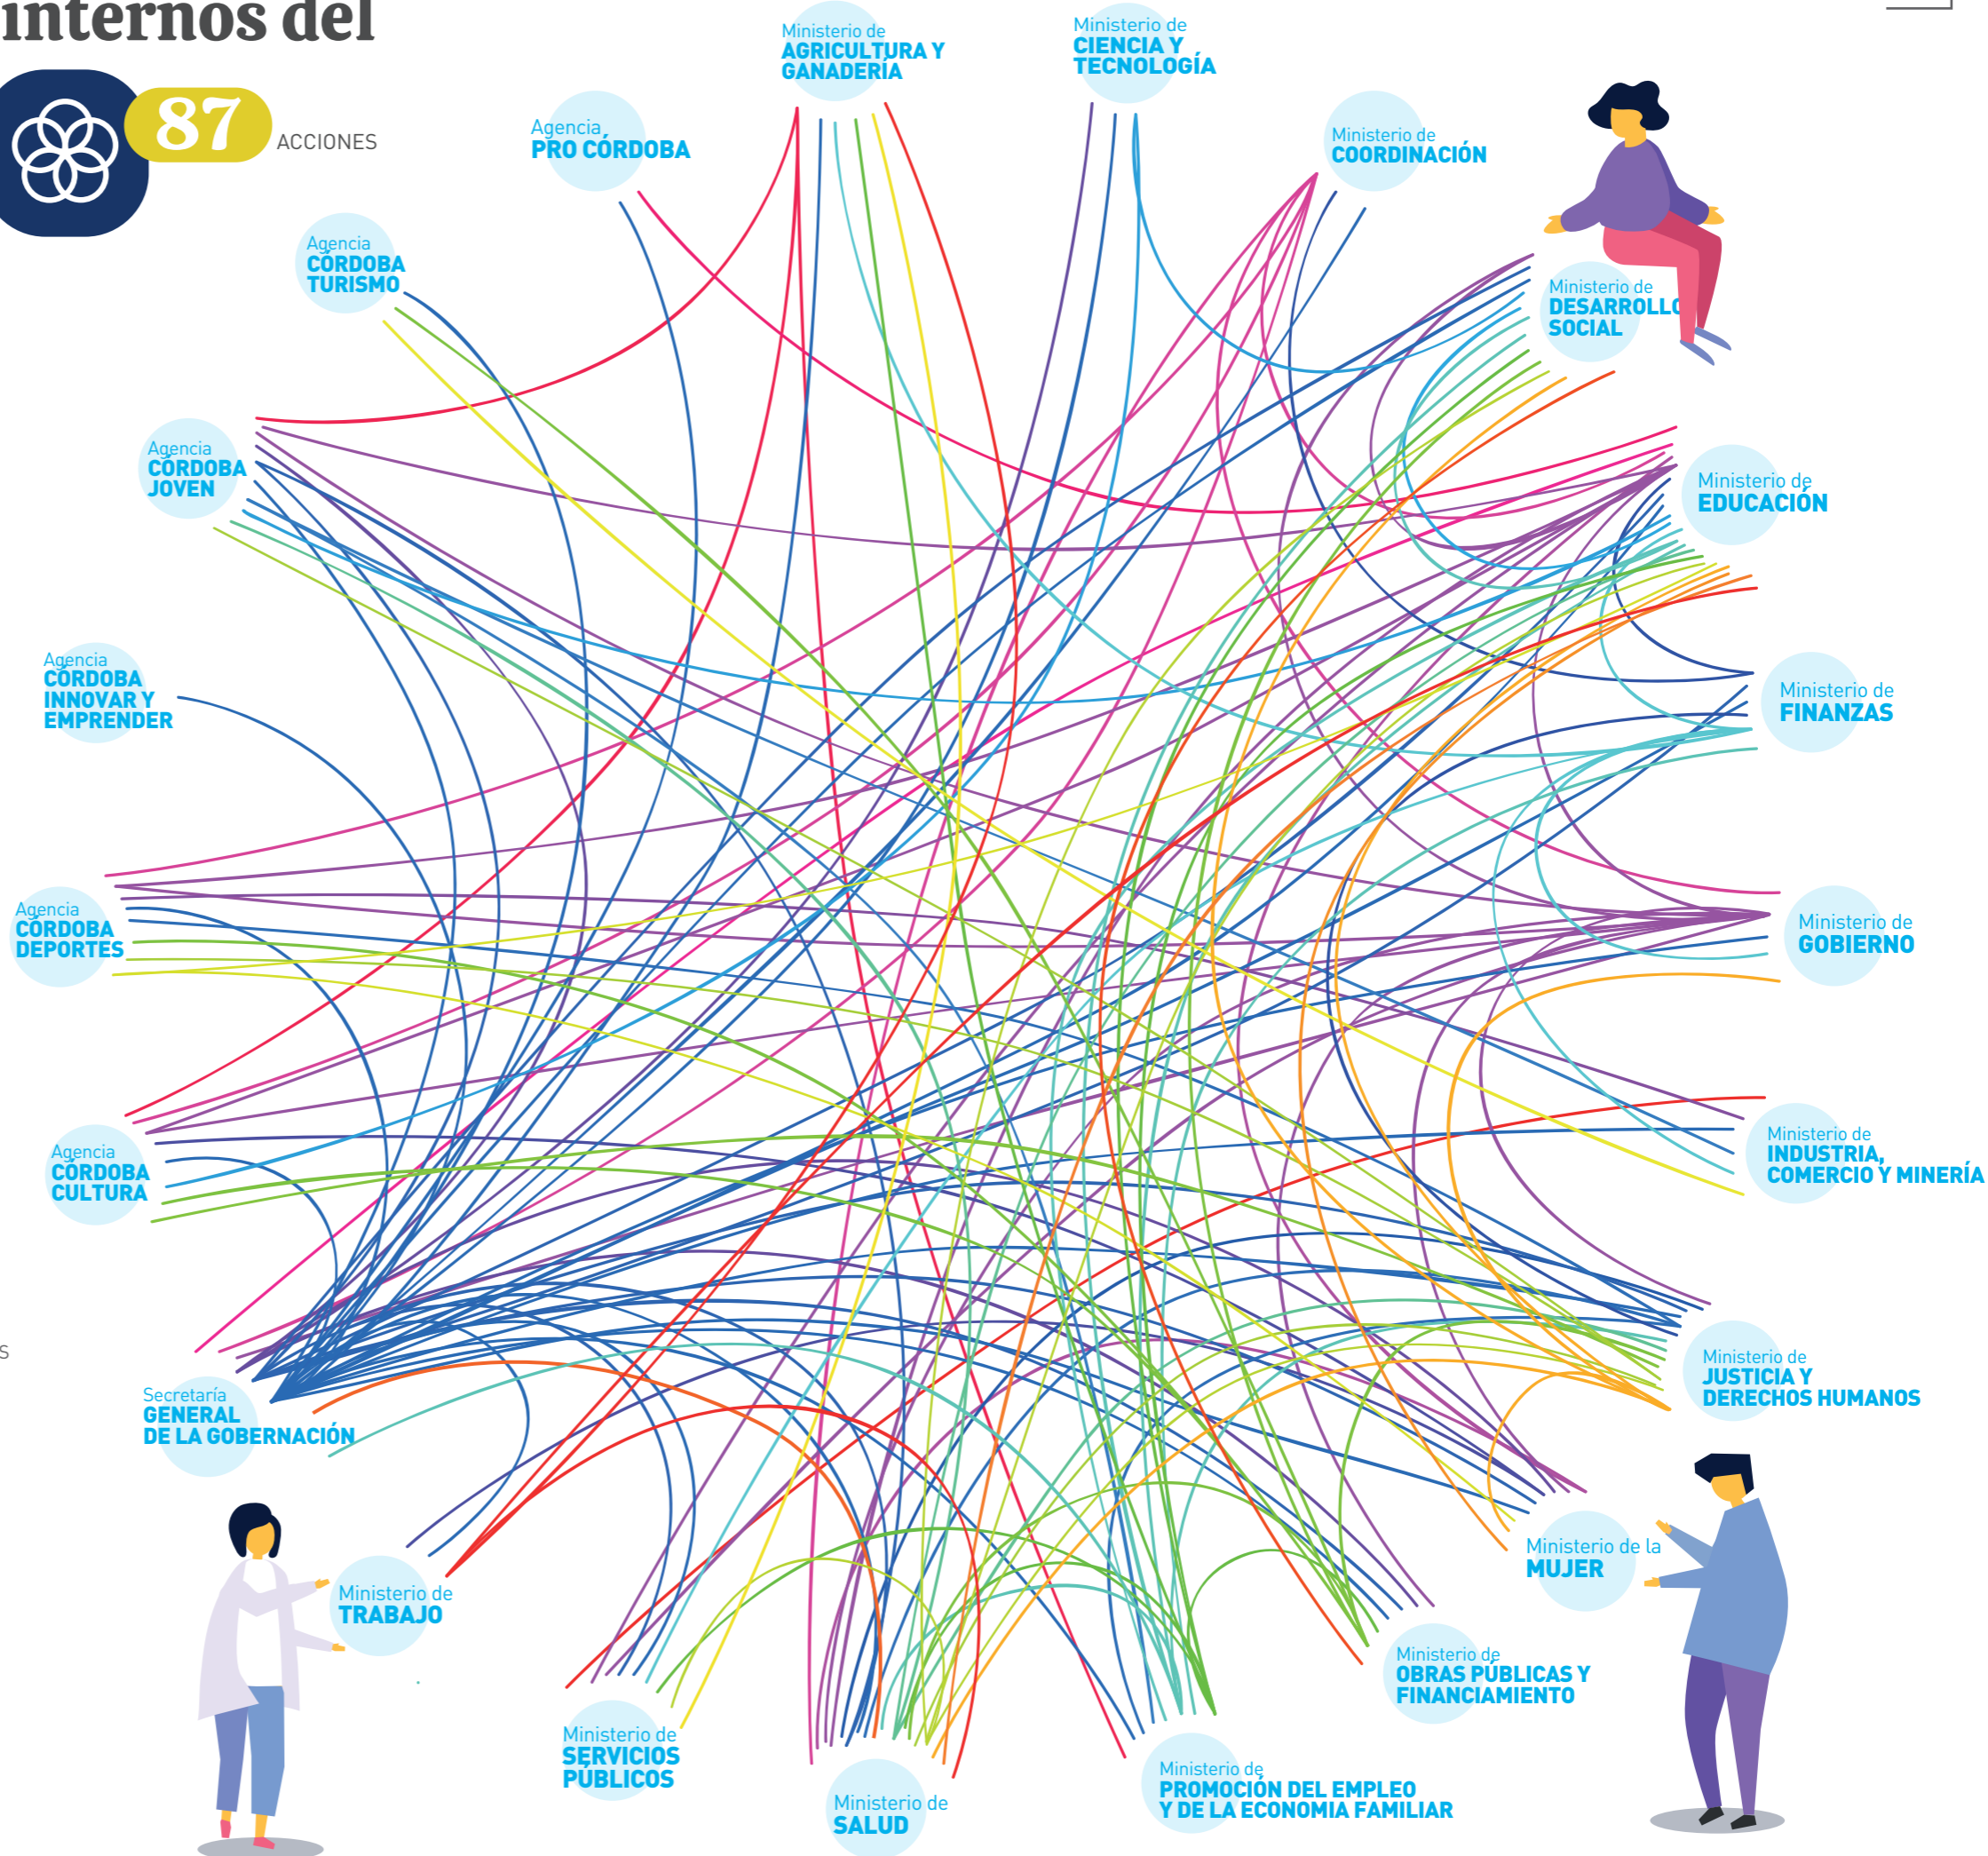 internos del
87
ACCIONES
Ministerio de
AGRICULTURA Y
GANADERÍA
Ministerio de
CIENCIA Y
TECNOLOGÍA
Agencia
PRO CÓRDOBA
Ministerio de
COORDINACIÓN
Agencia
CÓRDOBA
TURISMO
Ministerio de
DESARROLLO
SOCIAL
Agencia
CÓRDOBA
JOVEN
Ministerio de
EDUCACIÓN
Agencia
CÓRDOBA
INNOVAR Y
EMPRENDER
Ministerio de
FINANZAS
Agencia
CÓRDOBA
DEPORTES
Ministerio de
GOBIERNO
Agencia
CÓRDOBA
CULTURA
Ministerio de
INDUSTRIA,
COMERCIO Y MINERÍA
S
Secretaría
GENERAL
DE LA GOBERNACIÓN
Ministerio de
JUSTICIA Y
DERECHOS HUMANOS
Ministerio de
TRABAJO
Ministerio de la
MUJER
Ministerio de
SERVICIOS
PÚBLICOS
Ministerio de
SALUD
Ministerio de
PROMOCIÓN DEL EMPLEO
Y DE LA ECONOMIA FAMILIAR
Ministerio de
OBRAS PÚBLICAS Y
FINANCIAMIENTO